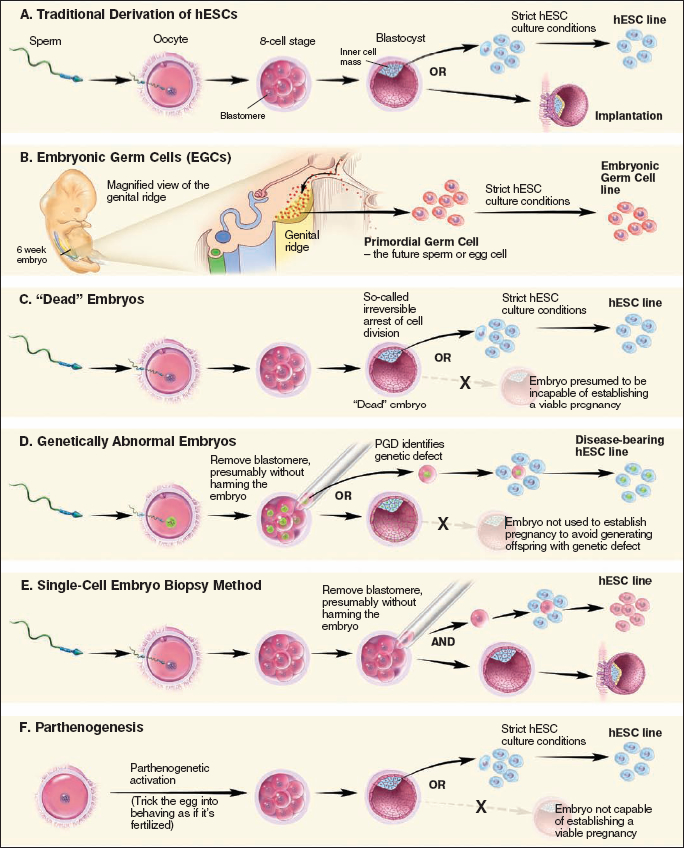 A. Traditional Derivation of hESCs
Sperm
Oocyte
8-cell stage
Blastomere
Blastocyst
Inner cell
mass
OR
Strict hESC
culture conditions
hESC line
Implantation
B. Embryonic Germ Cells (EGCs)
Magnified view of the
genital ridge
6 week
embryo
Genital
ridge
Primordial Germ Cell
– the future sperm or egg cell
Strict hESC
culture conditions
Embryonic
Germ Cell
line
C. “Dead” Embryos
So-called
irreversible
arrest of cell
division
“Dead” embryo
OR
Strict hESC
culture conditions
hESC line
X
Embryo presumed to be
incapable of establishing
a viable pregnancy
D. Genetically Abnormal Embryos
Remove blastomere,
presumably without
harming the
embryo
OR
PGD identifies
genetic defect
Disease-bearing
hESC line
X
Embryo not used to establish
pregnancy to avoid generating
offspring with genetic defect
E. Single-Cell Embryo Biopsy Method
Remove blastomere,
presumably without
harming the
embryo
AND
hESC line
F. Parthenogenesis
Parthenogenetic
activation
(Trick the egg into
behaving as if it’s
fertilized)
OR
Strict hESC
culture conditions
hESC line
X
Embryo not capable
of establishing a
viable pregnancy